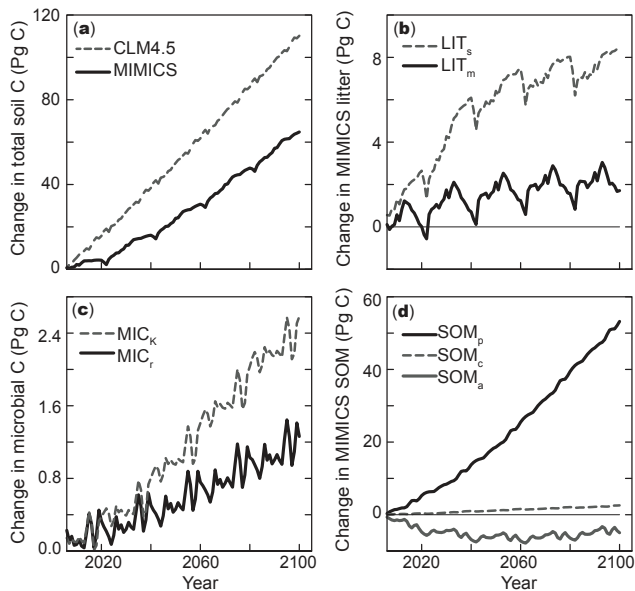 (a)
CLM4.5
MIMICS
Change in total soil C (Pg C)
120
80
40
0
(b)
LITs
LITm
Change in MIMICS litter (Pg C)
8
4
0
(c)
MICK
MICr
Change in microbial C (Pg C)
2.4
1.6
0.8
0.0
2020
2060
2100
Year
(d)
SOMp
SOMc
SOMa
Change in MIMICS SOM (Pg C)
60
40
20
0
2020
2060
2100
Year